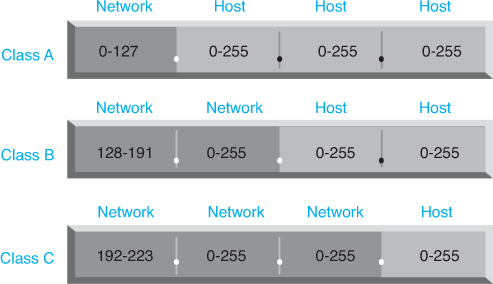 Network Host Host Host
Class A 0-127 0-255 0-255 0-255
Network Network Host Host
Class B 128-191 0-255 0-255 0-255
Network Network Network Host
Class C 192-223 0-255 0-255 0-255